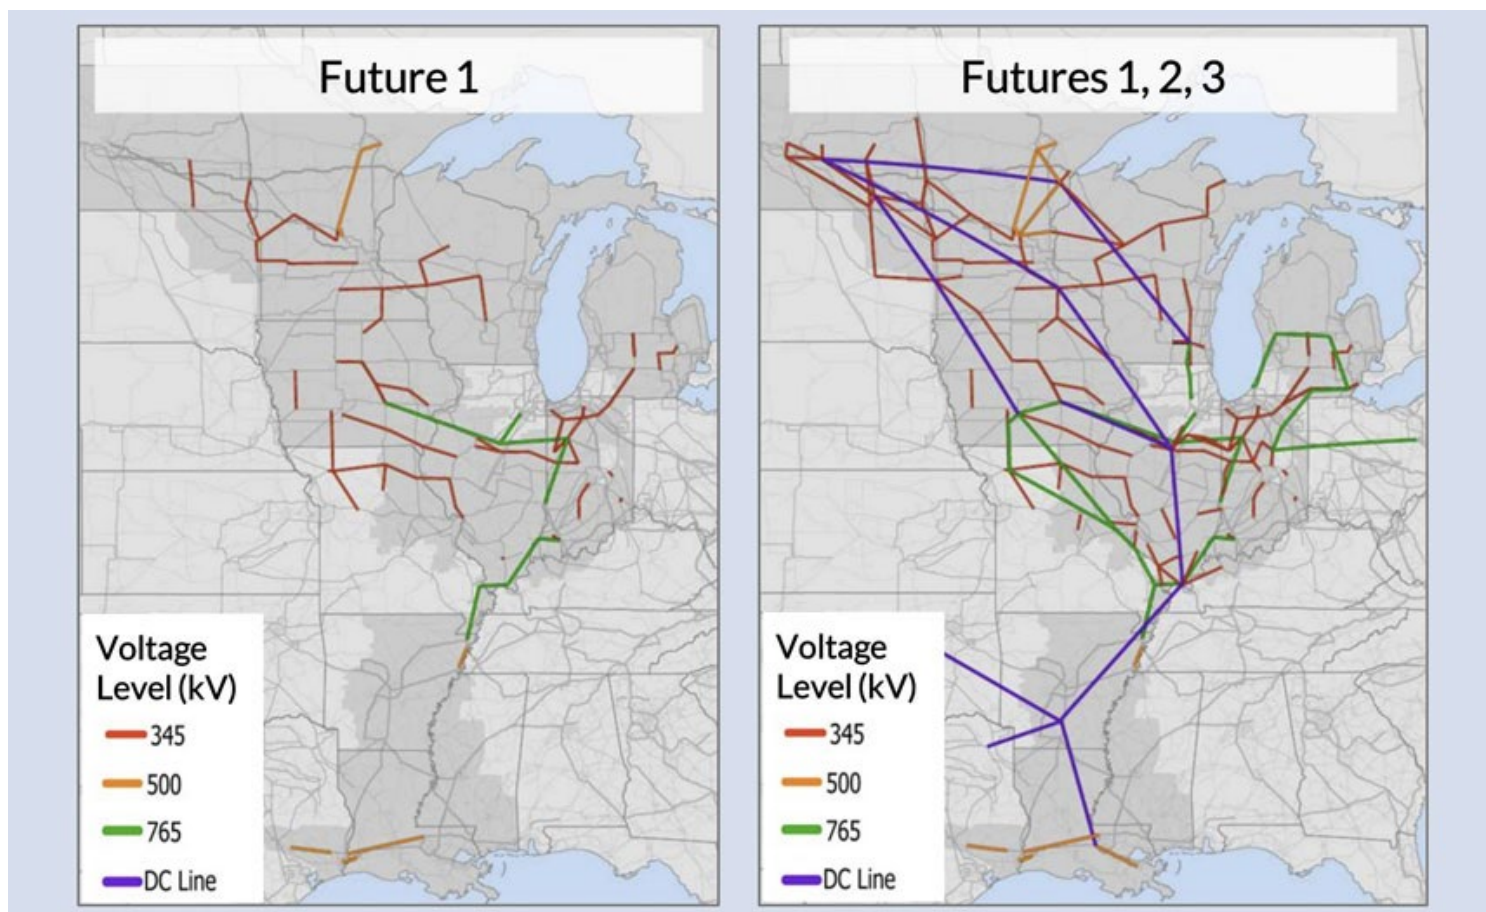 Future 1
Voltage
Level (kV)
345
500
765
DC Line
Futures 1, 2, 3
Voltage
Level (kV)
345
500
765
DC Line